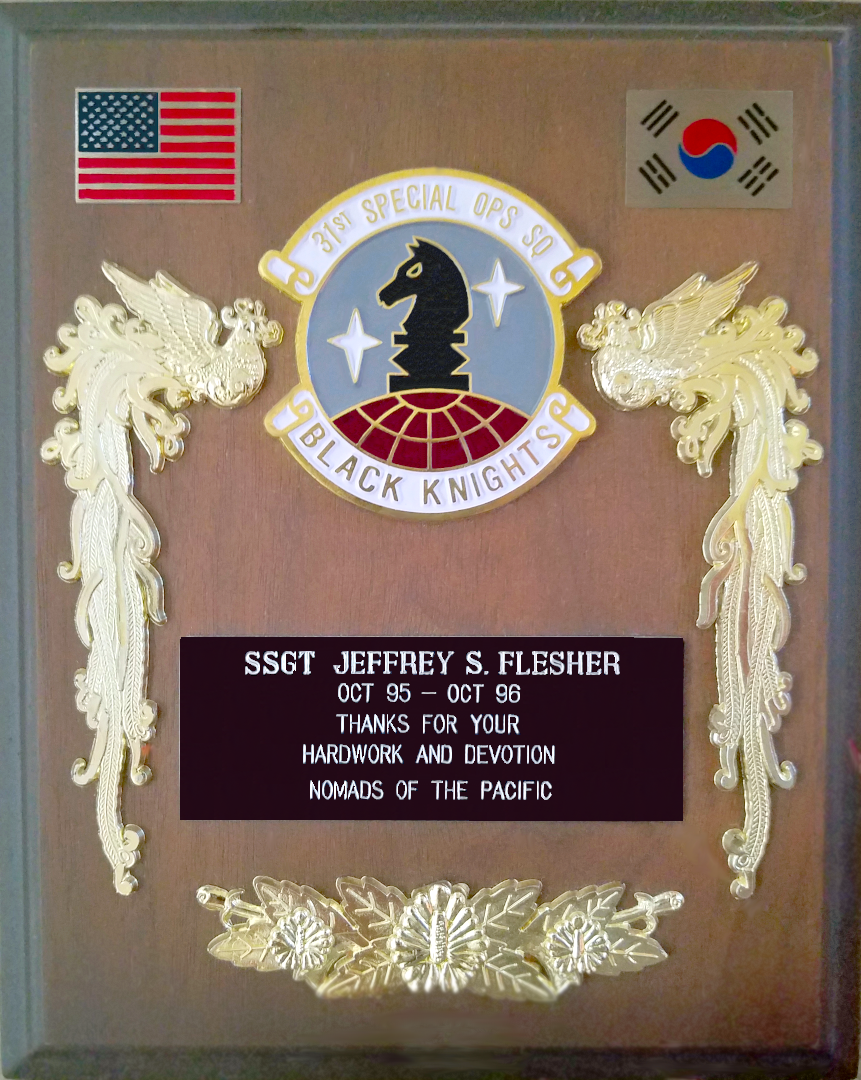 31ST SPECIAL OPS SQ
BLACK KNIGHTS
SSGT JEFFREY S. FLESHER
OCT 95 – OCT 96
THANKS FOR YOUR
HARDWORK AND DEVOTION
NOMADS OF THE PACIFIC